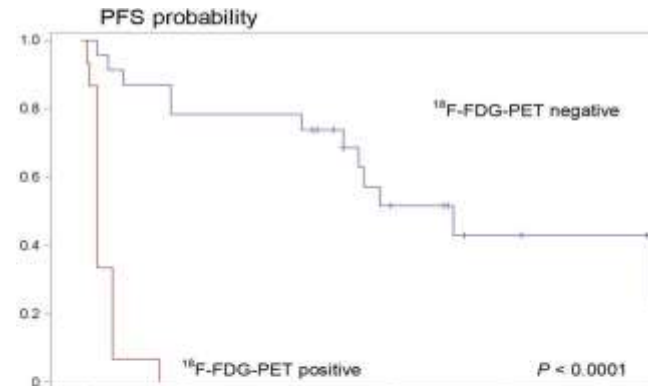 PFS probability
1.0
¹⁸F-FDG-PET negative
0.8
0.6
0.4
0.2
¹⁸F-FDG-PET positive
P < 0.0001
0